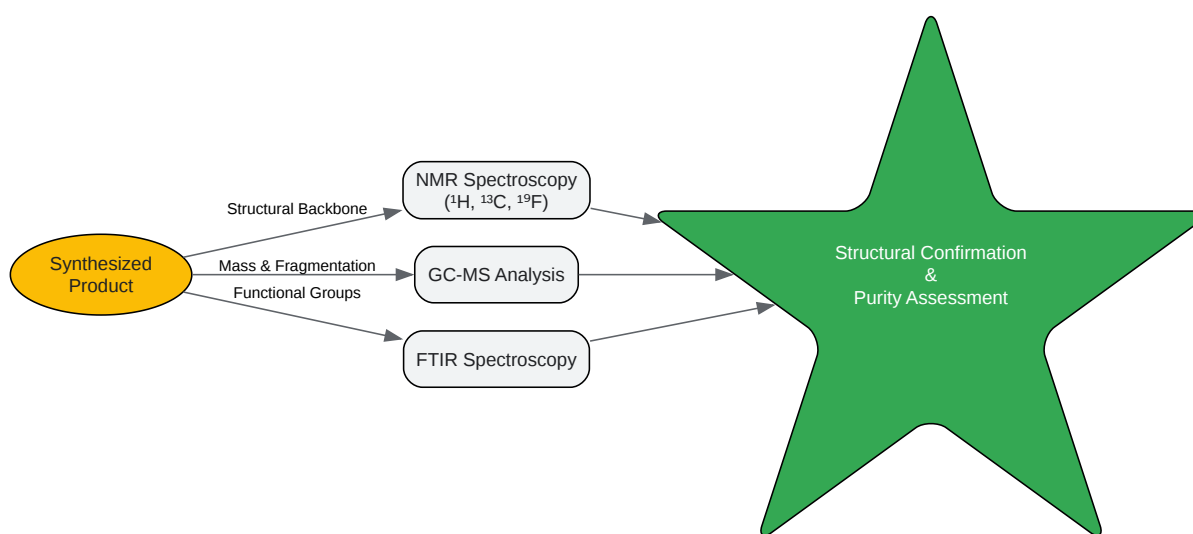 Synthesized
Product
Structural Backbone
Mass & Fragmentation
Functional Groups
NMR Spectroscopy
(¹H, ¹³C, ¹⁹F)
GC-MS Analysis
FTIR Spectroscopy
Structural Confirmation
&
Purity Assessment